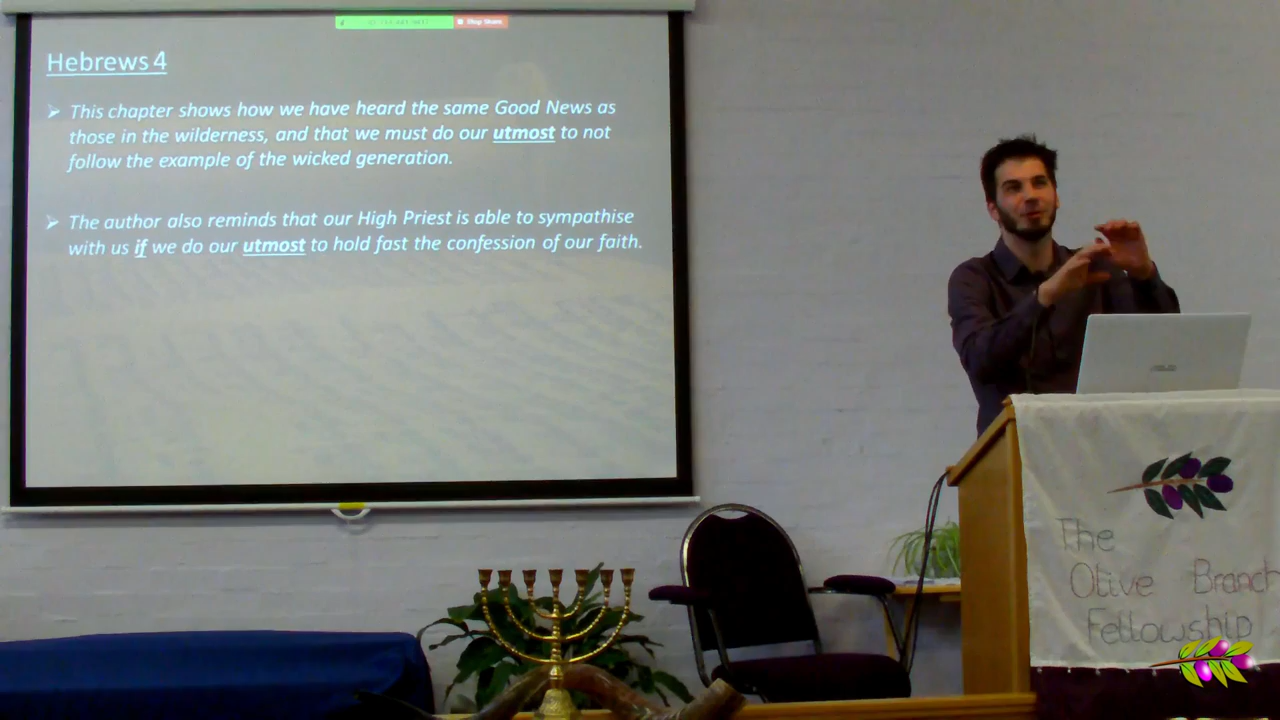 Stop Share
Hebrews 4
➢ This chapter shows how we have heard the same Good News as
those in the wilderness, and that we must do our utmost to not
follow the example of the wicked generation.
➢ The author also reminds that our High Priest is able to sympathise
with us if we do our utmost to hold fast the confession of our faith.
ASUS
The
Olive Branch
Fellowship